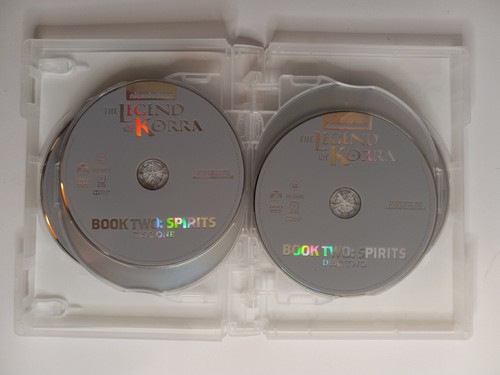 THE
LEGEND
OF KORRA
BOOK TWO: SPIRITS
DISC ONE
THE
LEGEND
OF KORRA
BOOK TWO: SPIRITS
DISC TWO